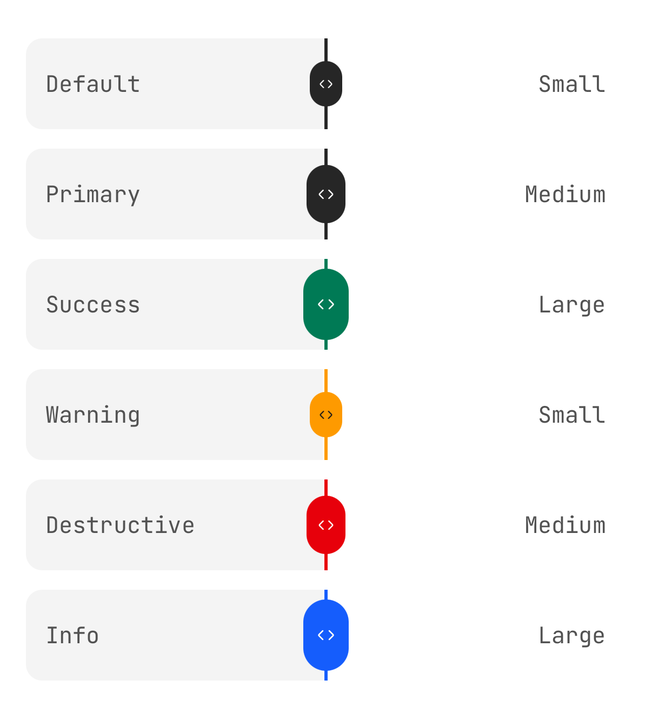 Default Small
Primary Medium
Success Large
Warning Small
Destructive Medium
Info Large